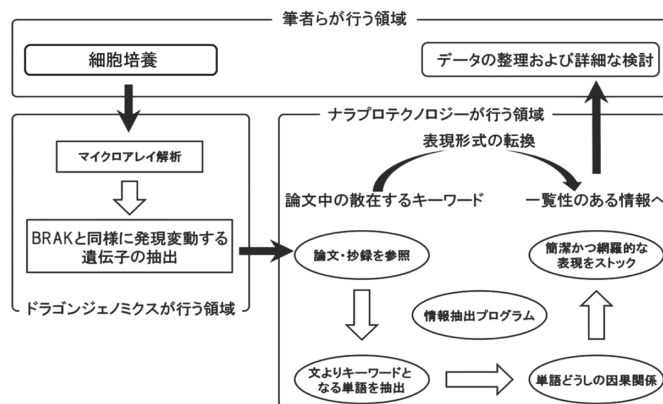 筆者らが行う領域
細胞培養
データの整理および詳細な検討
マイクロアレイ解析
BRAKと同様に発現変動する
遺伝子の抽出
ドラゴンジェノミクスが行う領域
ナラプロテクノロジーが行う領域
表現形式の転換
論文中の散在するキーワード
一覧性のある情報へ
論文・抄録を参照
簡潔かつ網羅的な
表現をストック
情報抽出プログラム
文よりキーワードと
なる単語を抽出
単語どうしの因果関係